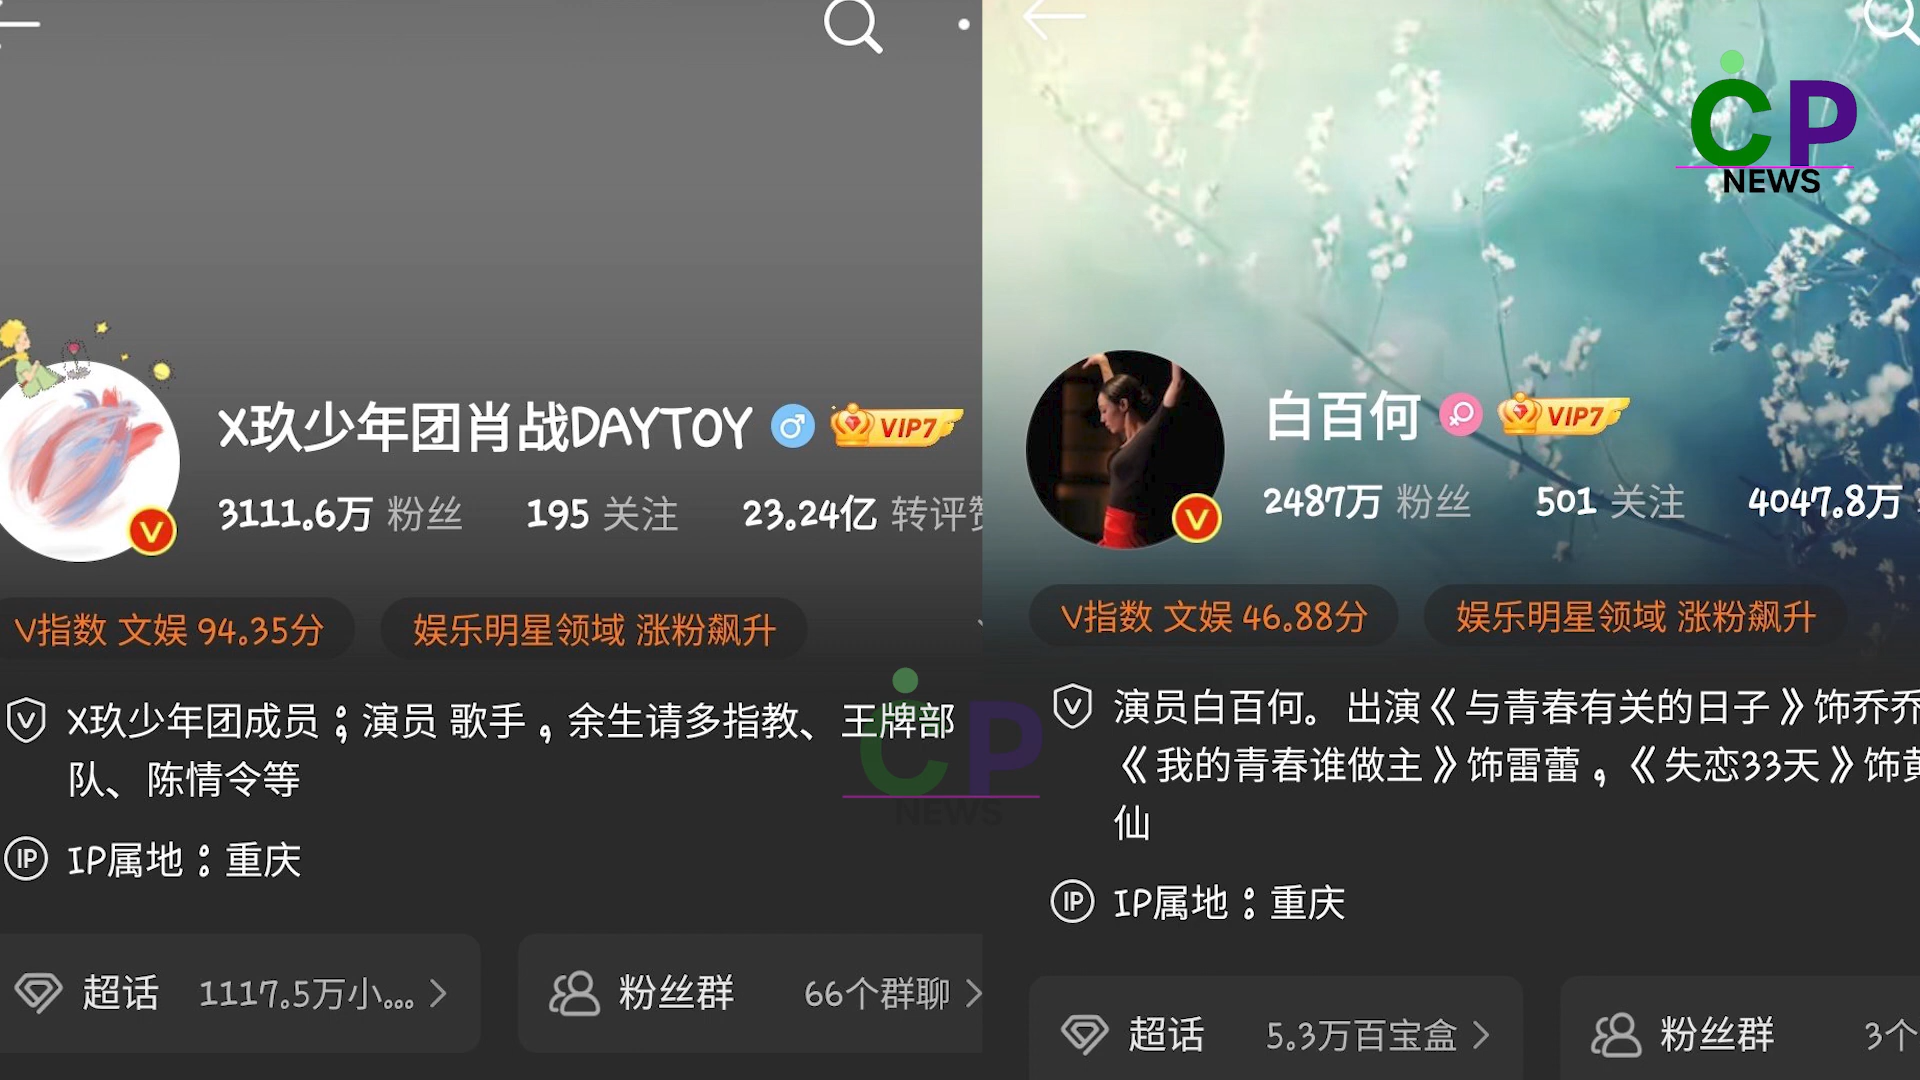 X玖少年团肖战DAYTOY
VIP7
3111.6万 粉丝 195 关注 23.24亿 转评赞
V指数 文娱 94.35分
娱乐明星领域 涨粉飙升
X玖少年团成员；演员 歌手，余生请多指教、王牌部
队、陈情令等
IP属地：重庆
超话 1117.5万小...
粉丝群 66个群聊
CP
NEWS
CP
NEWS
白百何
VIP7
2487万 粉丝 501 关注 4047.8万
V指数 文娱 46.88分
娱乐明星领域 涨粉飙升
演员白百何。出演《与青春有关的日子》饰乔乔
《我的青春谁做主》饰雷蕾，《失恋33天》饰黄
仙
IP属地：重庆
超话 5.3万百宝盒
粉丝群 3个